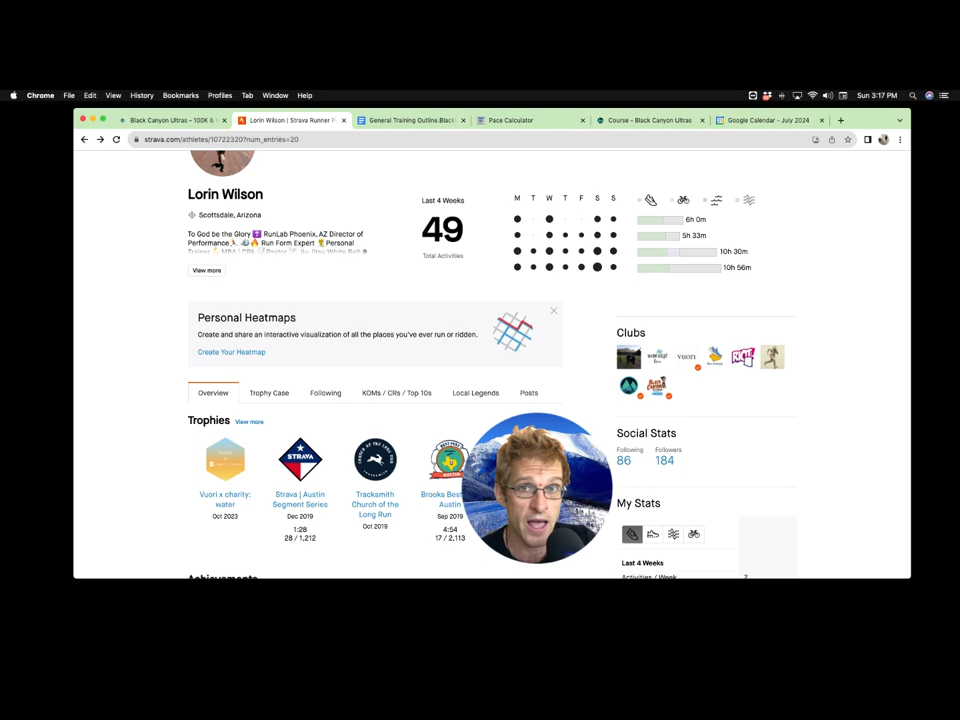 Chrome File Edit View History Bookmarks Profiles Tab Window Help
Sun 3:17 PM
Black Canyon Ultras – 100K &
Lorin Wilson | Strava Runner P
General Training Outline.Black
Pace Calculator
Course – Black Canyon Ultras
Google Calendar - July 2024
strava.com/athletes/10722320?num_entries=20
Lorin Wilson
Scottsdale, Arizona
To God be the Glory ✝️ RunLab Phoenix, AZ Director of
Performance🏃 Run Form Expert Personal
View more
Last 4 Weeks
49
Total Activities
M T W T F S S
6h 0m
5h 33m
10h 30m
10h 56m
Personal Heatmaps
Create and share an interactive visualization of all the places you've ever run or ridden.
Create Your Heatmap
Overview
Trophy Case
Following
KOMs / CRs / Top 10s
Local Legends
Posts
Trophies View more
STRAVA
Vuori x charity:
water
Oct 2023
Strava | Austin
Segment Series
Dec 2019
1:28
28 / 1,212
Tracksmith
Church of the
Long Run
Oct 2019
Brooks Best
Austin
Sep 2019
4:54
17 / 2,113
Clubs
vuori
Social Stats
Following
86
Followers
184
My Stats
Last 4 Weeks
Activities / Week
7
Achievements